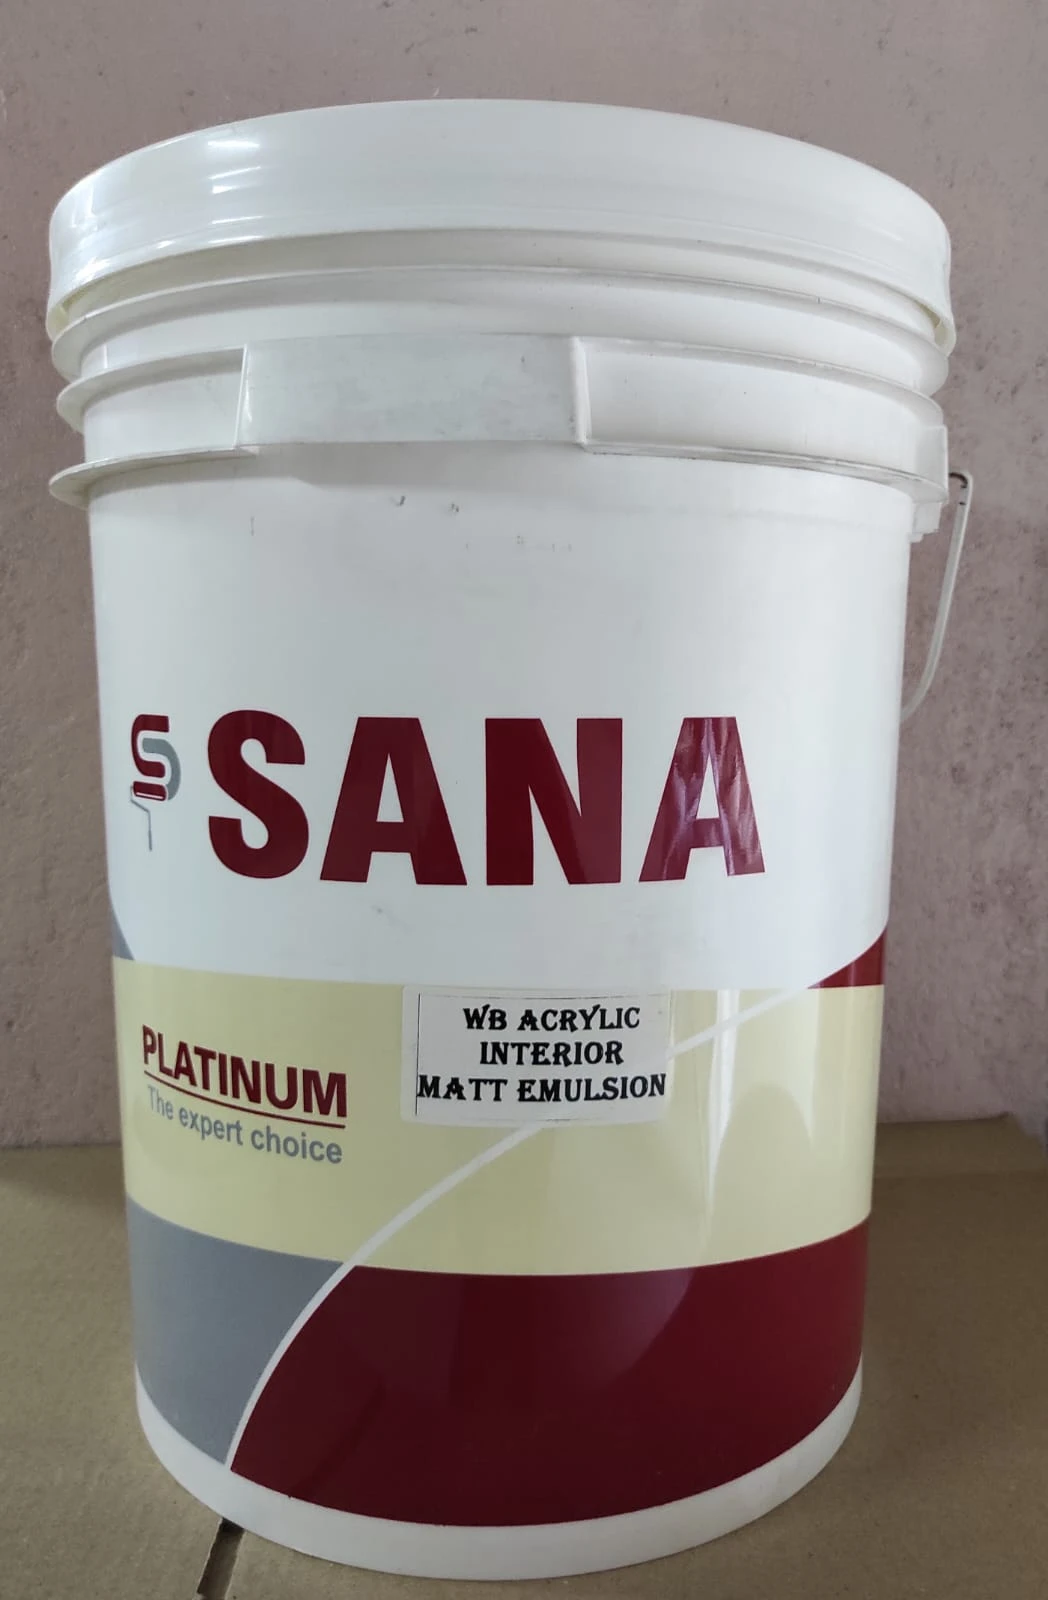 SANA
PLATINUM
The expert choice
WB ACRYLIC
INTERIOR
MATT EMULSION